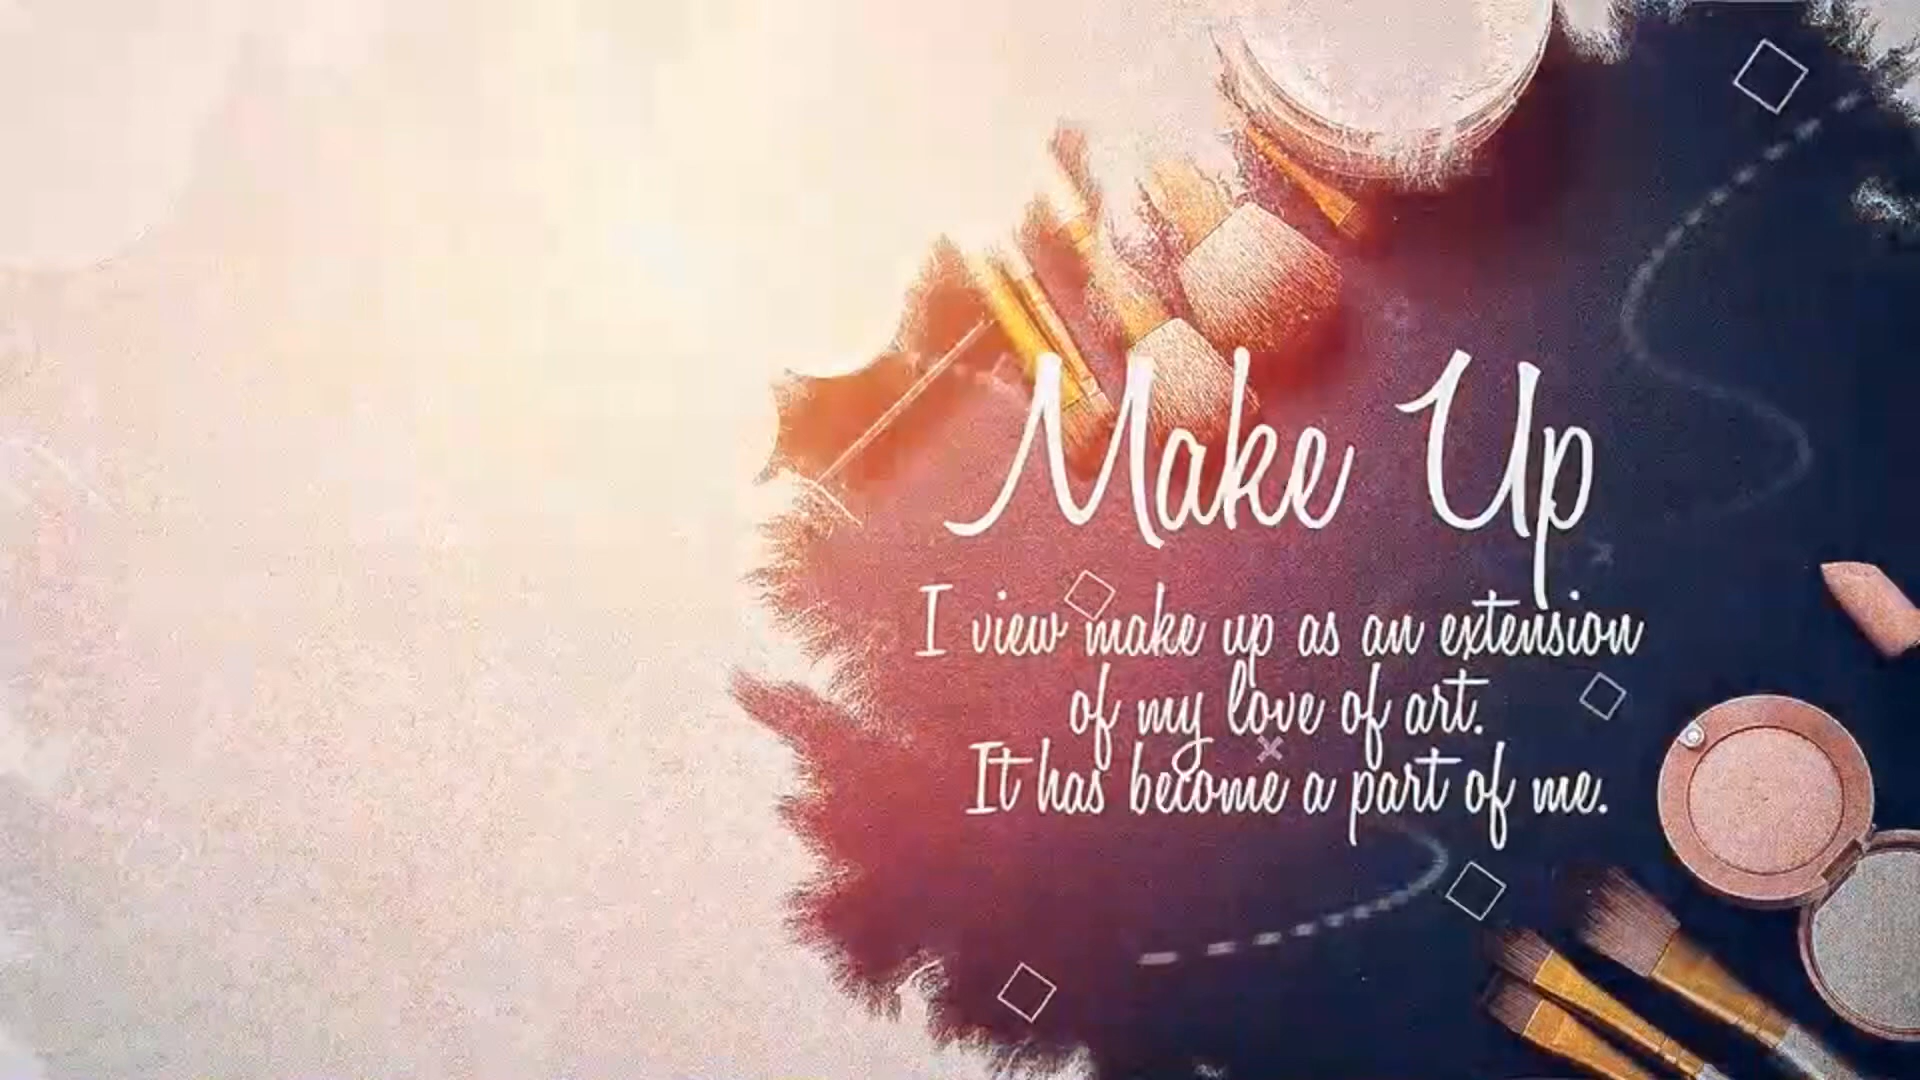 Make Up
I view make up as an extension
of my love of art.
It has become a part of me.